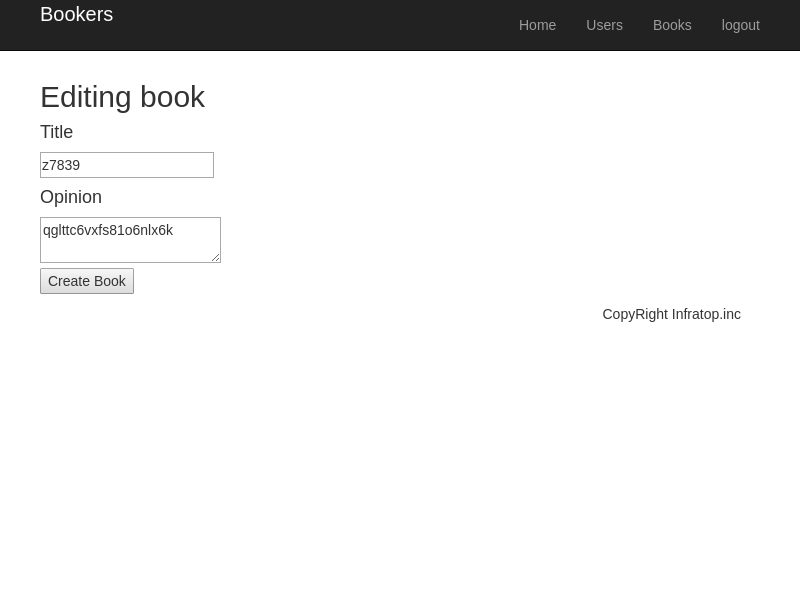 Bookers
Home Users Books logout
Editing book
Title
z7839
Opinion
qglttc6vxfs81o6nlx6k
Create Book
CopyRight Infratop.inc